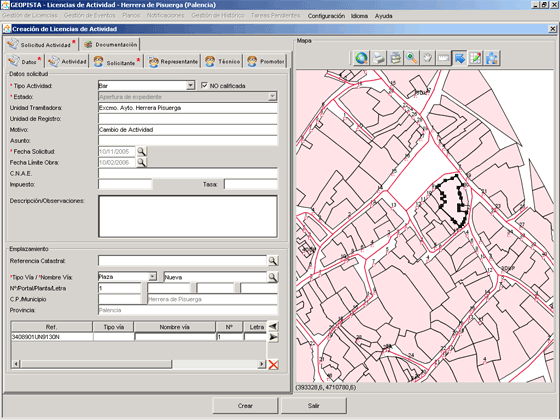 GEOPISTA - Licencias de Actividad - Herrera de Pisuerga (Palencia)
Gestión de Licencias Gestión de Eventos Planos Notificaciones Gestión de Histórico Tareas Pendientes Configuración Idioma Ayuda
Creación de Licencias de Actividad
Solicitud Actividad * Documentación
Datos * Actividad Solicitante * Representante Técnico Promotor
Datos solicitud
* Tipo Actividad: Bar NO calificada
* Estado: Apertura de expediente
Unidad Tramitadora: Excmo. Ayto. Herrera Pisuerga
Unidad de Registro:
Motivo: Cambio de Actividad
Asunto:
* Fecha Solicitud: 10/11/2005
Fecha Límite Obra: 10/02/2006
C.N.A.E.
Impuesto: Tasa:
Descripción/Observaciones:
Emplazamiento
Referencia Catastral:
*Tipo Vía / *Nombre Vía: Plaza Nueva
Nº/Portal/Planta/Letra 1
C.P./Municipio Herrera de Pisuerga
Provincia: Palencia
Ref. Tipo vía Nombre vía Nº Letra
3408901UN9130N 1
Mapa
(393328,6, 4710780,6)
Crear Salir